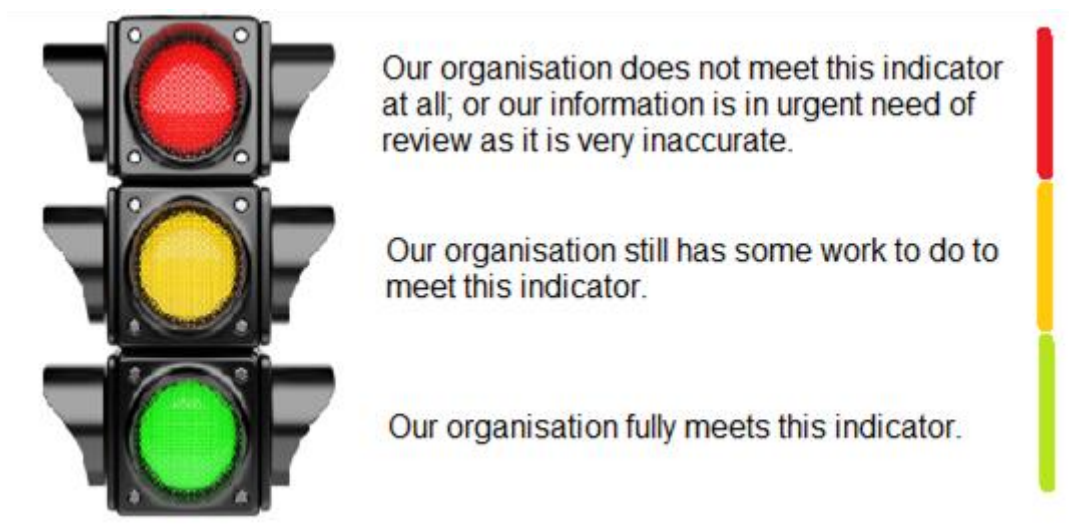 Our organisation does not meet this indicator
at all; or our information is in urgent need of
review as it is very inaccurate.
Our organisation still has some work to do to
meet this indicator.
Our organisation fully meets this indicator.